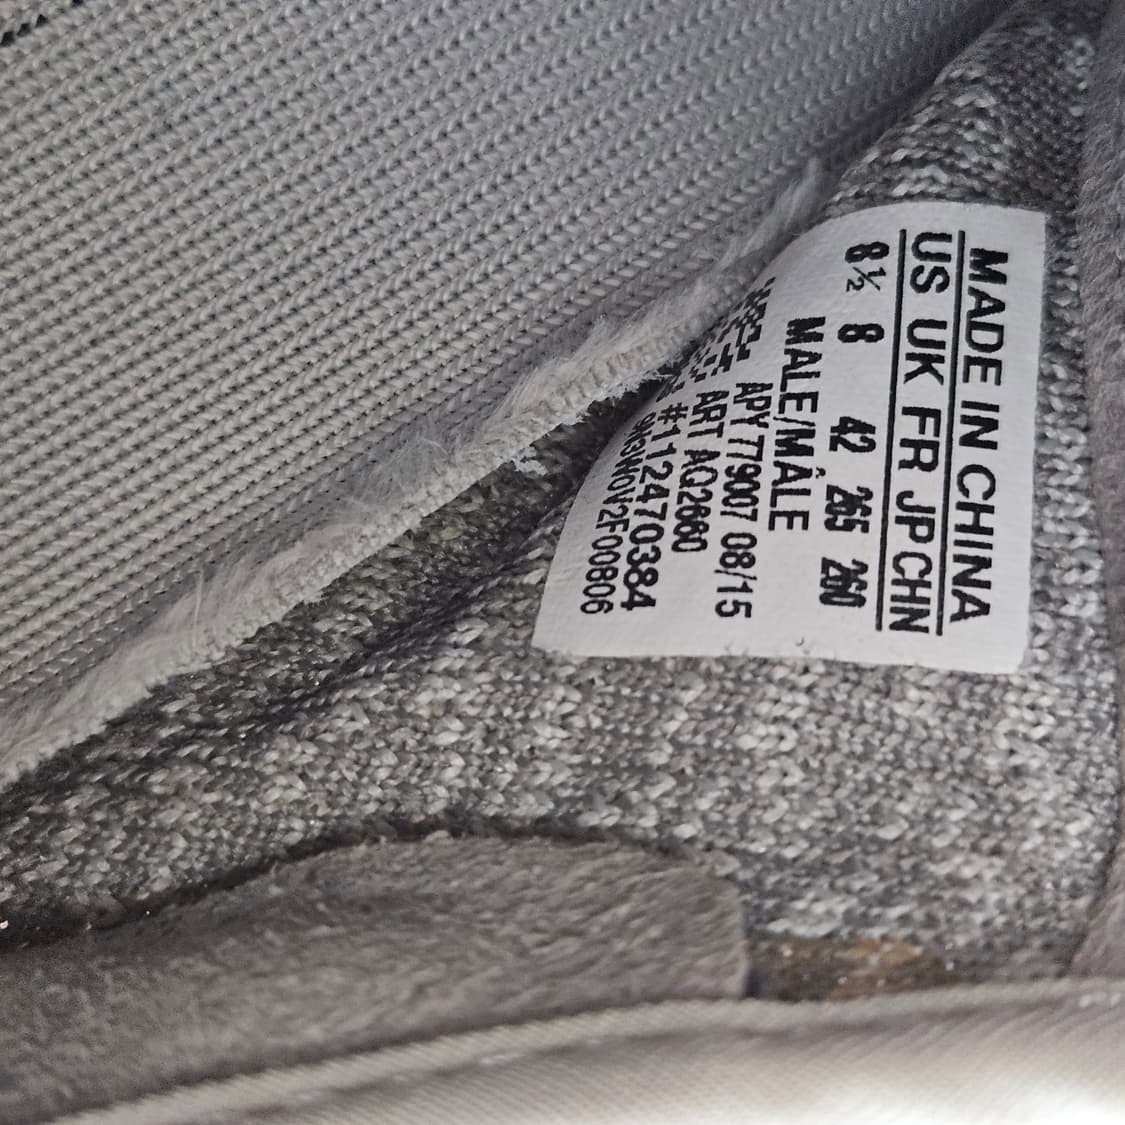 MADE IN CHINA
US UK FR JP CHN
8½ 8 42 265 260
MALE/MÂLE
APY 779007 08/15
ART AQ2660
#112470384